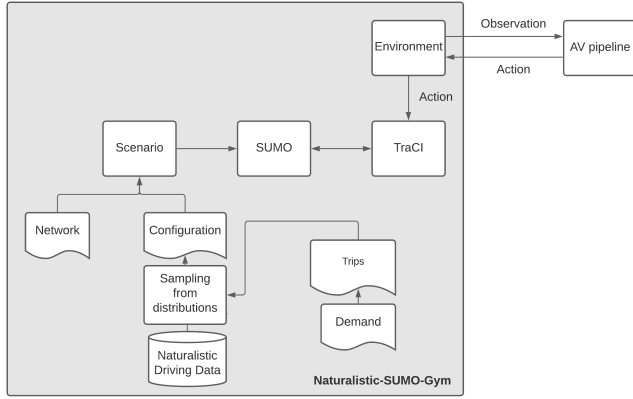 Observation
Environment
AV pipeline
Action
Action
Scenario
SUMO
TraCI
Network
Configuration
Trips
Sampling
from
distributions
Demand
Naturalistic
Driving Data
Naturalistic-SUMO-Gym